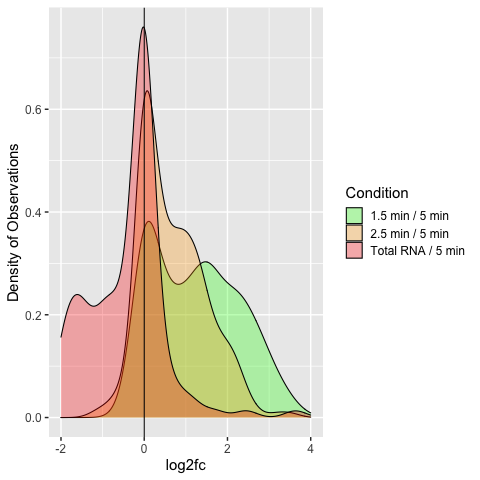 Density of Observations
0.6
0.4
0.2
0.0
-2
0
2
4
log2fc
Condition
1.5 min / 5 min
2.5 min / 5 min
Total RNA / 5 min